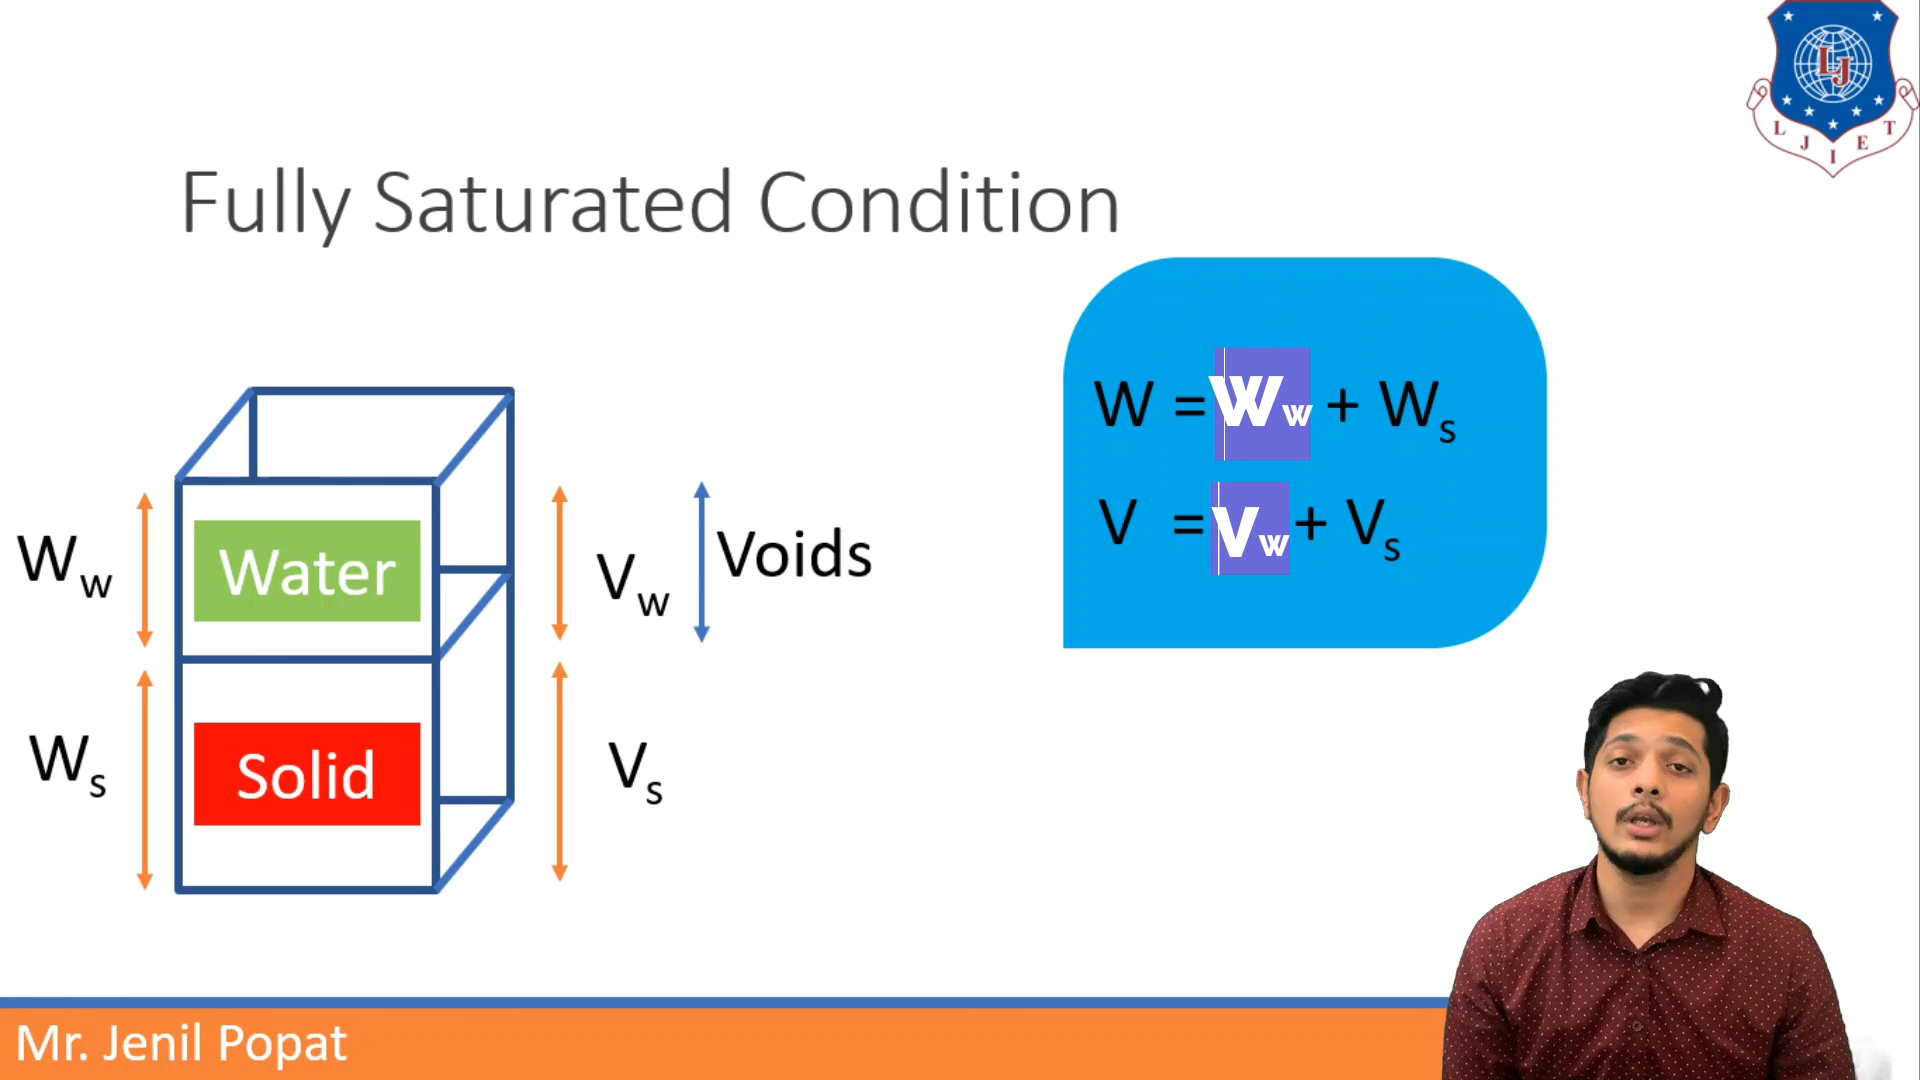 L J I E T
Fully Saturated Condition
W = Ww + Ws
V = Vw + Vs
Ww
Water
Vw
Voids
Ws
Solid
Vs
Mr. Jenil Popat